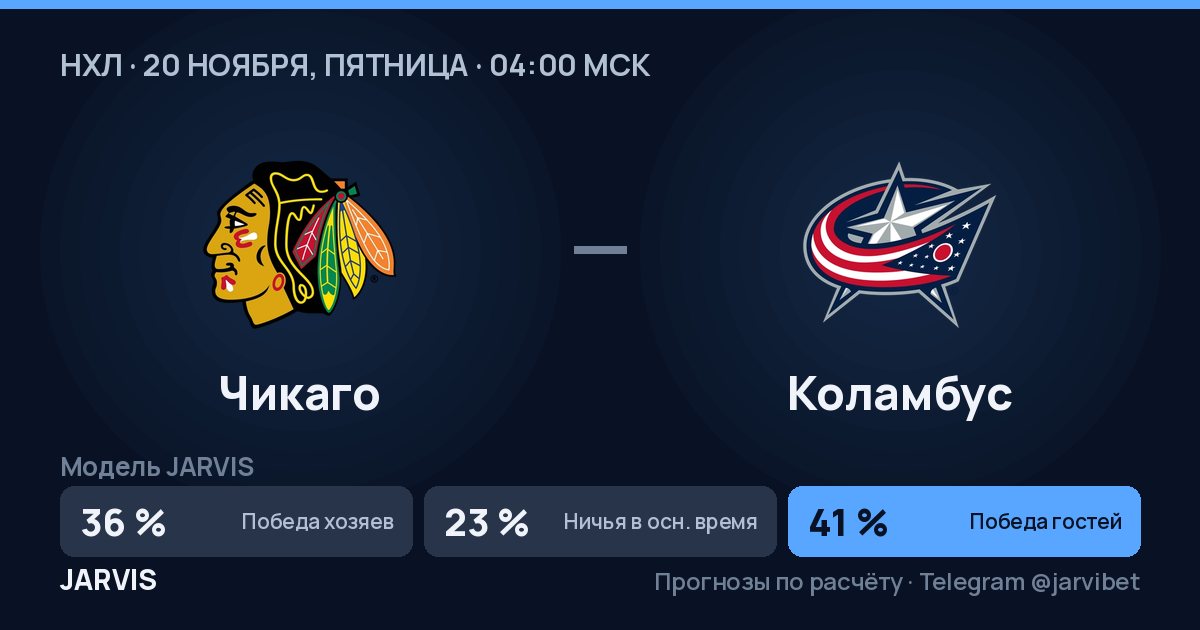 НХЛ · 20 НОЯБРЯ, ПЯТНИЦА · 04:00 МСК
Чикаго
—
Коламбус
Модель JARVIS
36 % Победа хозяев
23 % Ничья в осн. время
41 % Победа гостей
JARVIS
Прогнозы по расчёту · Telegram @jarvibet